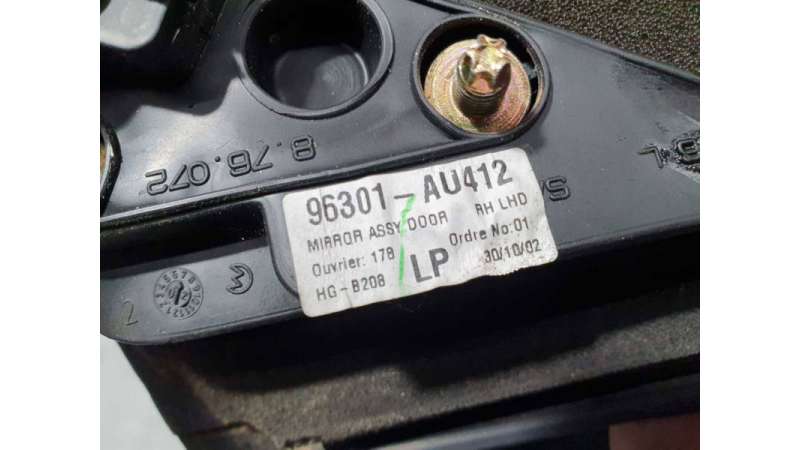 8.76.072
96301-AU412
MIRROR ASSY DOOR RH LHD
Ouvrier: 178 LP Ordre No:01
HG-B208 30/10/02
2